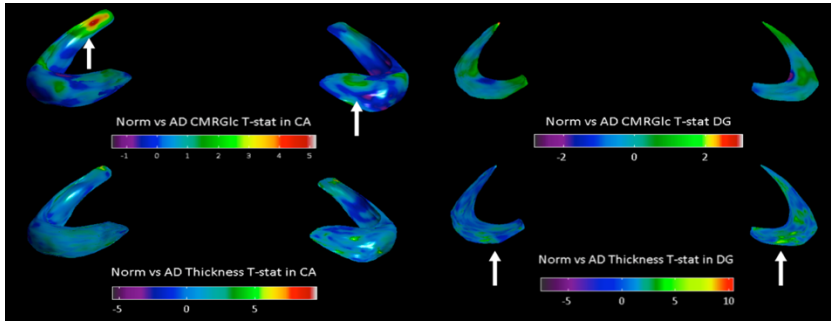 Norm vs AD CMRGlc T-stat in CA
-1 0 1 2 3 4 5
Norm vs AD CMRGlc T-stat DG
-2 0 2
Norm vs AD Thickness T-stat in CA
-5 0 5
Norm vs AD Thickness T-stat in DG
-5 0 5 10